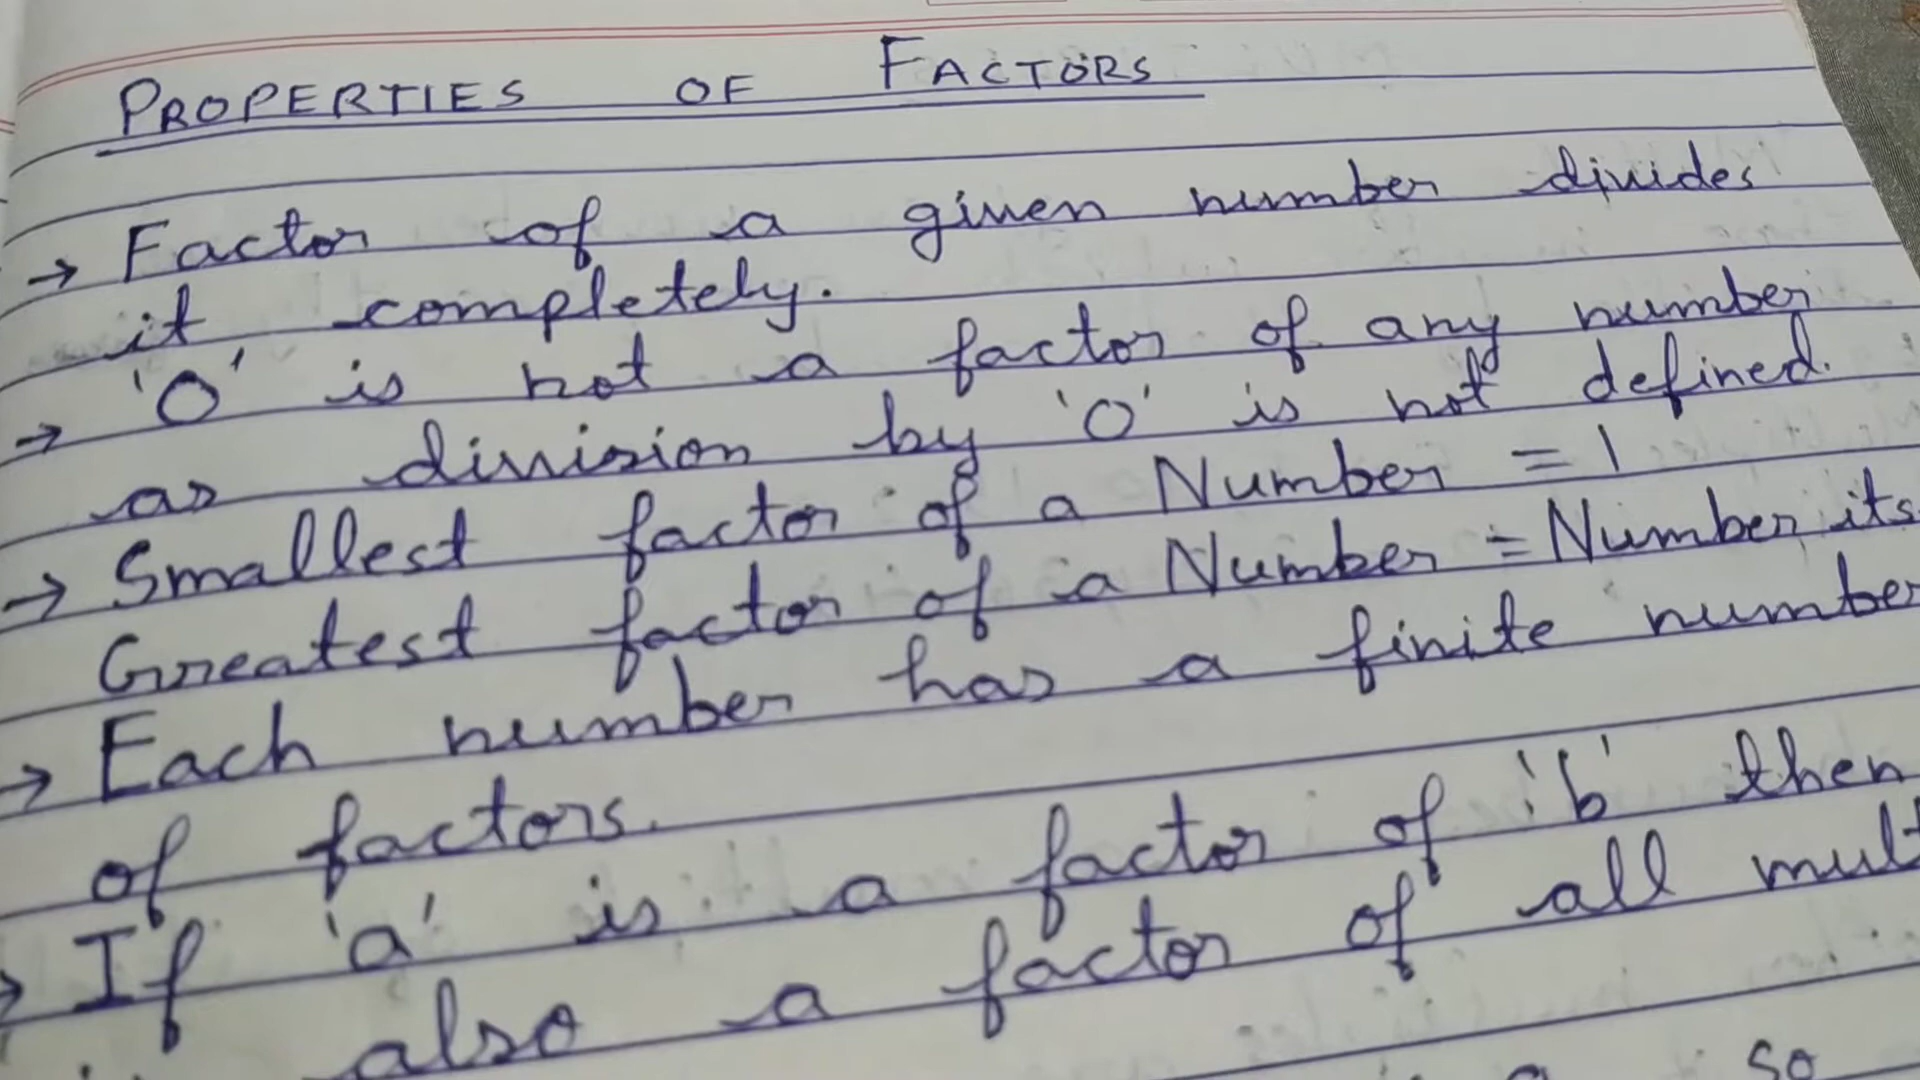 PROPERTIES OF FACTORS
→ Factor of a given number divides
it completely.
→ '0' is not a factor of any number
as division by '0' is not defined.
→ Smallest factor of a Number = 1
Greatest factor of a Number = Number its
→ Each number has a finite number
of factors.
→ If 'a' is a factor of 'b' then
also a factor of all mult
so